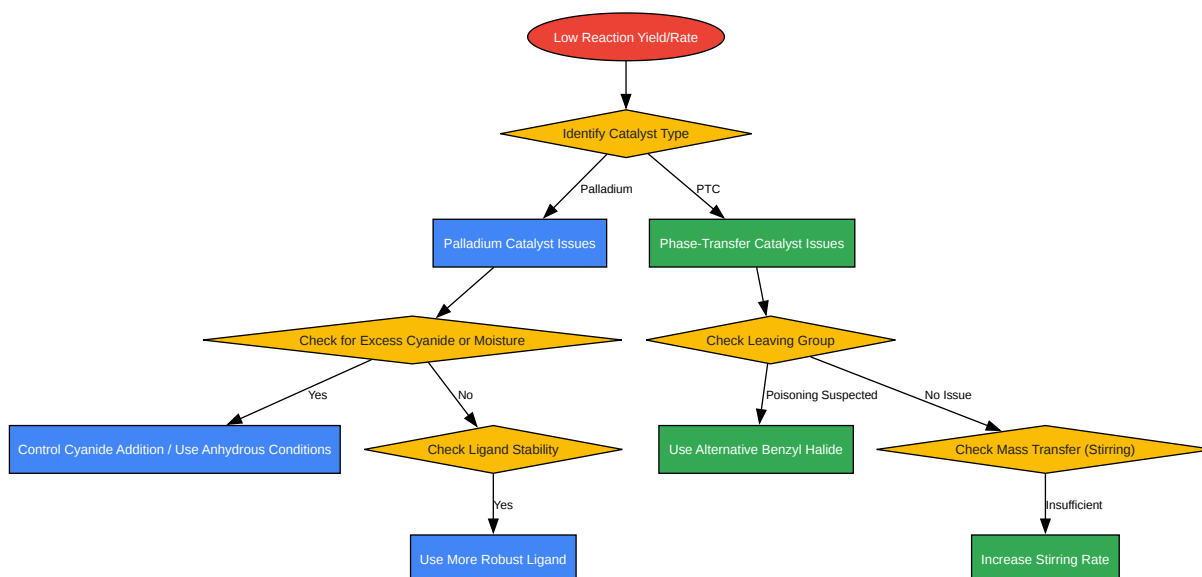 Low Reaction Yield/Rate
Identify Catalyst Type
Palladium
PTC
Palladium Catalyst Issues
Phase-Transfer Catalyst Issues
Check for Excess Cyanide or Moisture
Check Leaving Group
Yes
No
Poisoning Suspected
No Issue
Control Cyanide Addition / Use Anhydrous Conditions
Check Ligand Stability
Use Alternative Benzyl Halide
Check Mass Transfer (Stirring)
Yes
Insufficient
Use More Robust Ligand
Increase Stirring Rate